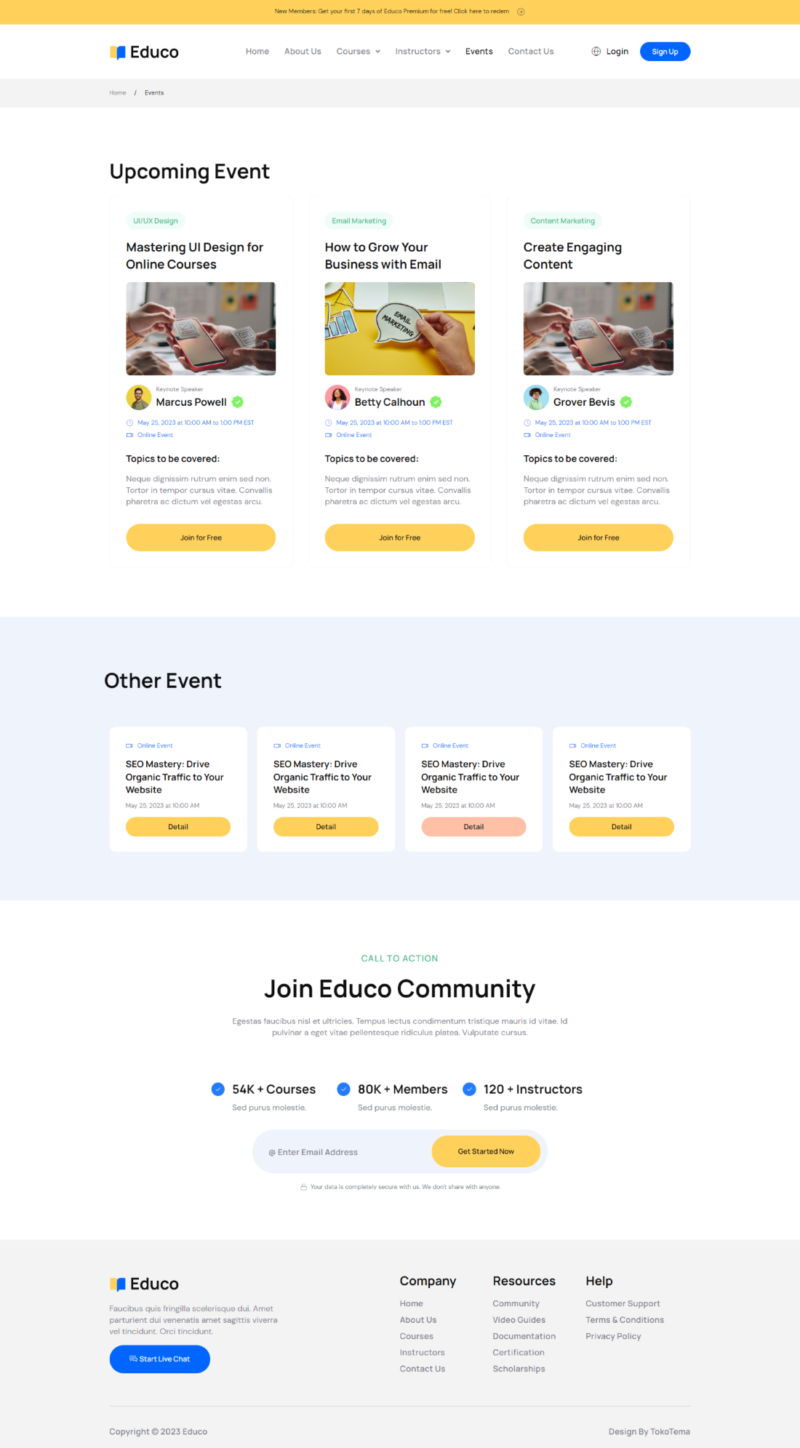 New Members: Get your first 7 days of Educo Premium for free! Click here to redem
Educo
Home
About Us
Courses
Instructors
Events
Contact Us
Login
Sign Up
Home / Events
Upcoming Event
UI/UX Design
Mastering UI Design for
Online Courses
Keynote Speaker
Marcus Powell
May 25, 2023 at 10:00 AM to 1:00 PM EST
Online Event
Topics to be covered:
Neque dignissim rutrum enim sed non.
Tortor in tempor cursus vitae. Convallis
pharetra ac dictum vel egestas arcu.
Join for Free
Email Marketing
How to Grow Your
Business with Email
EMAIL
MARKETING
Keynote Speaker
Betty Calhoun
May 25, 2023 at 10:00 AM to 1:00 PM EST
Online Event
Topics to be covered:
Neque dignissim rutrum enim sed non.
Tortor in tempor cursus vitae. Convallis
pharetra ac dictum vel egestas arcu.
Join for Free
Content Marketing
Create Engaging
Content
Keynote Speaker
Grover Bevis
May 25, 2023 at 10:00 AM to 1:00 PM EST
Online Event
Topics to be covered:
Neque dignissim rutrum enim sed non.
Tortor in tempor cursus vitae. Convallis
pharetra ac dictum vel egestas arcu.
Join for Free
Other Event
Online Event
SEO Mastery: Drive
Organic Traffic to Your
Website
May 25, 2023 at 10:00 AM
Detail
Online Event
SEO Mastery: Drive
Organic Traffic to Your
Website
May 25, 2023 at 10:00 AM
Detail
Online Event
SEO Mastery: Drive
Organic Traffic to Your
Website
May 25, 2023 at 10:00 AM
Detail
Online Event
SEO Mastery: Drive
Organic Traffic to Your
Website
May 25, 2023 at 10:00 AM
Detail
CALL TO ACTION
Join Educo Community
Egestas faucibus nisl et ultricies. Tempus lectus condimentum tristique mauris id vitae. Id
pulvinar a eget vitae pellentesque ridiculus platea. Vulputate cursus.
54K + Courses
Sed purus molestie.
80K + Members
Sed purus molestie.
120 + Instructors
Sed purus molestie.
@ Enter Email Address
Get Started Now
Your data is completely secure with us. We don't share with anyone.
Educo
Faucibus quis fringilla scelerisque dui. Amet
parturient dui venenatis amet sagittis viverra
vel tincidunt. Orci tincidunt.
Start Live Chat
Company
Home
About Us
Courses
Instructors
Contact Us
Resources
Community
Video Guides
Documentation
Certification
Scholarships
Help
Customer Support
Terms & Conditions
Privacy Policy
Copyright © 2023 Educo
Design By TokoTema